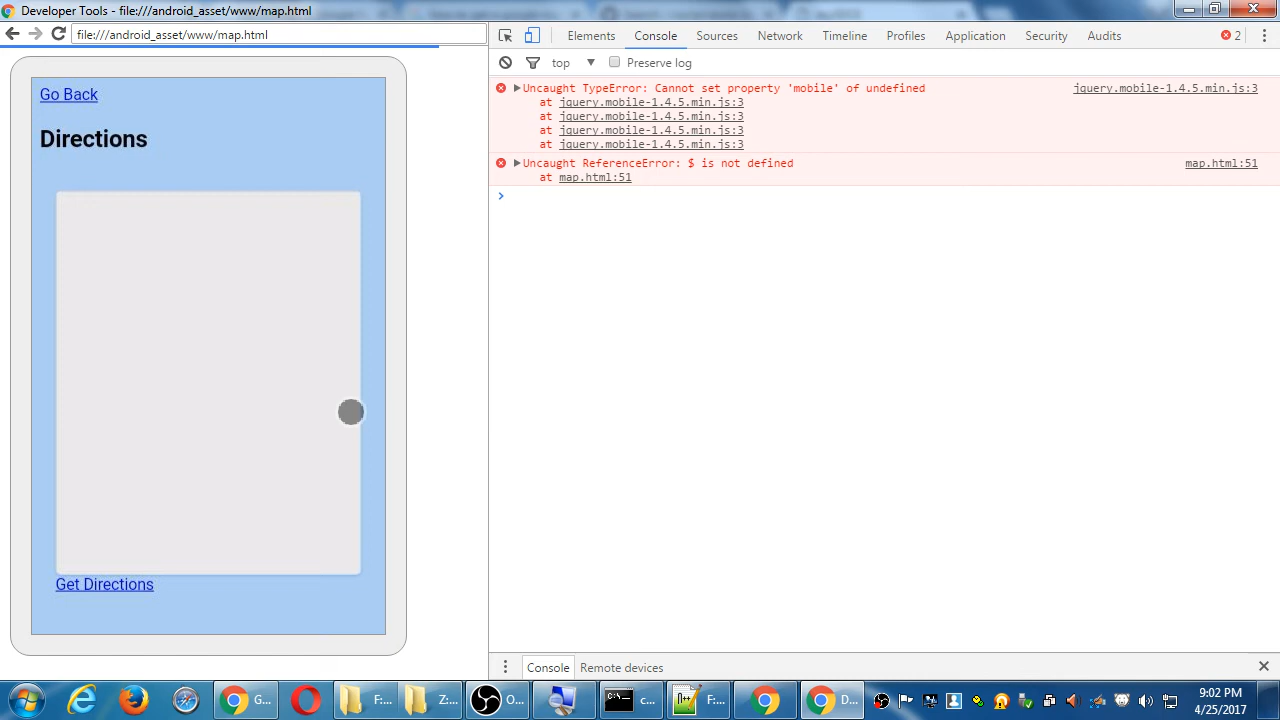 Developer Tools - file:///android_asset/www/map.html
file:///android_asset/www/map.html
Elements Console Sources Network Timeline Profiles Application Security Audits 2
top Preserve log
Go Back
Directions
Get Directions
Uncaught TypeError: Cannot set property 'mobile' of undefined jquery.mobile-1.4.5.min.js:3
at jquery.mobile-1.4.5.min.js:3
at jquery.mobile-1.4.5.min.js:3
at jquery.mobile-1.4.5.min.js:3
at jquery.mobile-1.4.5.min.js:3
Uncaught ReferenceError: $ is not defined map.html:51
at map.html:51
Console Remote devices
G... F:... Z:... O... c... F:... D...
9:02 PM
4/25/2017